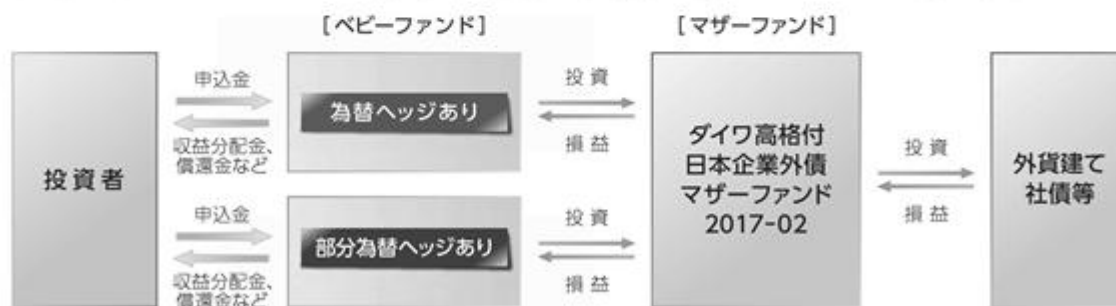 [ベビーファンド]
[マザーファンド]
投資者
申込金
収益分配金、
償還金など
為替ヘッジあり
投資
損益
申込金
収益分配金、
償還金など
部分為替ヘッジあり
投資
損益
ダイワ高格付
日本企業外債
マザーファンド
2017-02
投資
損益
外貨建て
社債等